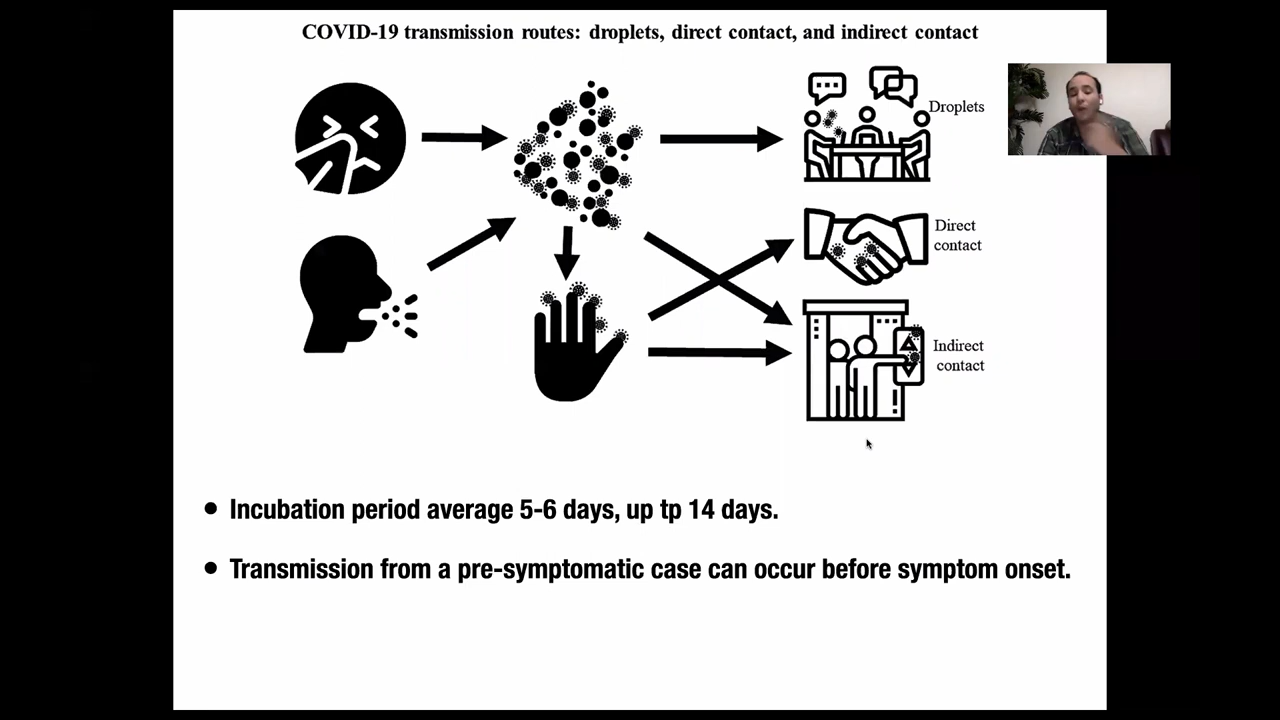 COVID-19 transmission routes: droplets, direct contact, and indirect contact
Droplets
Direct
contact
Indirect
contact
• Incubation period average 5-6 days, up tp 14 days.
• Transmission from a pre-symptomatic case can occur before symptom onset.